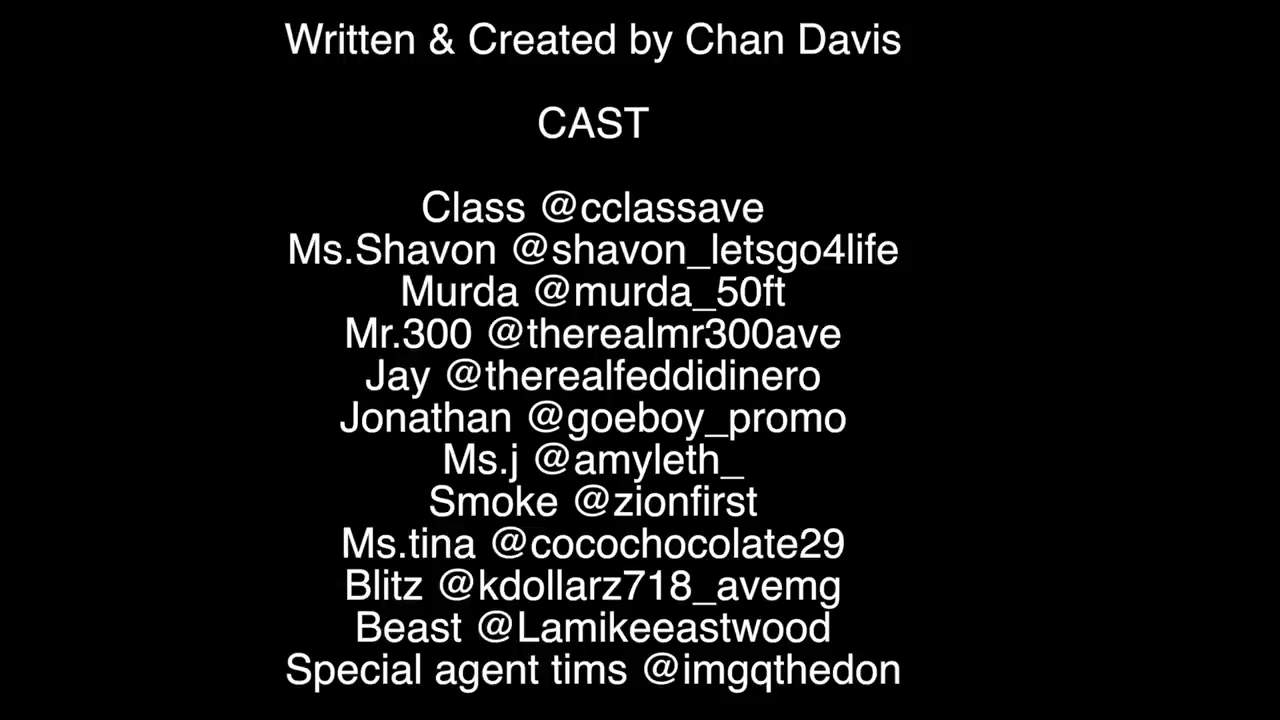 Written & Created by Chan Davis
CAST
Class @cclassave
Ms.Shavon @shavon_letsgo4life
Murda @murda_50ft
Mr.300 @therealmr300ave
Jay @therealfeddidinero
Jonathan @goeboy_promo
Ms.j @amyleth_
Smoke @zionfirst
Ms.tina @cocochocolate29
Blitz @kdollarz718_avemg
Beast @Lamikeeastwood
Special agent tims @imgqthedon